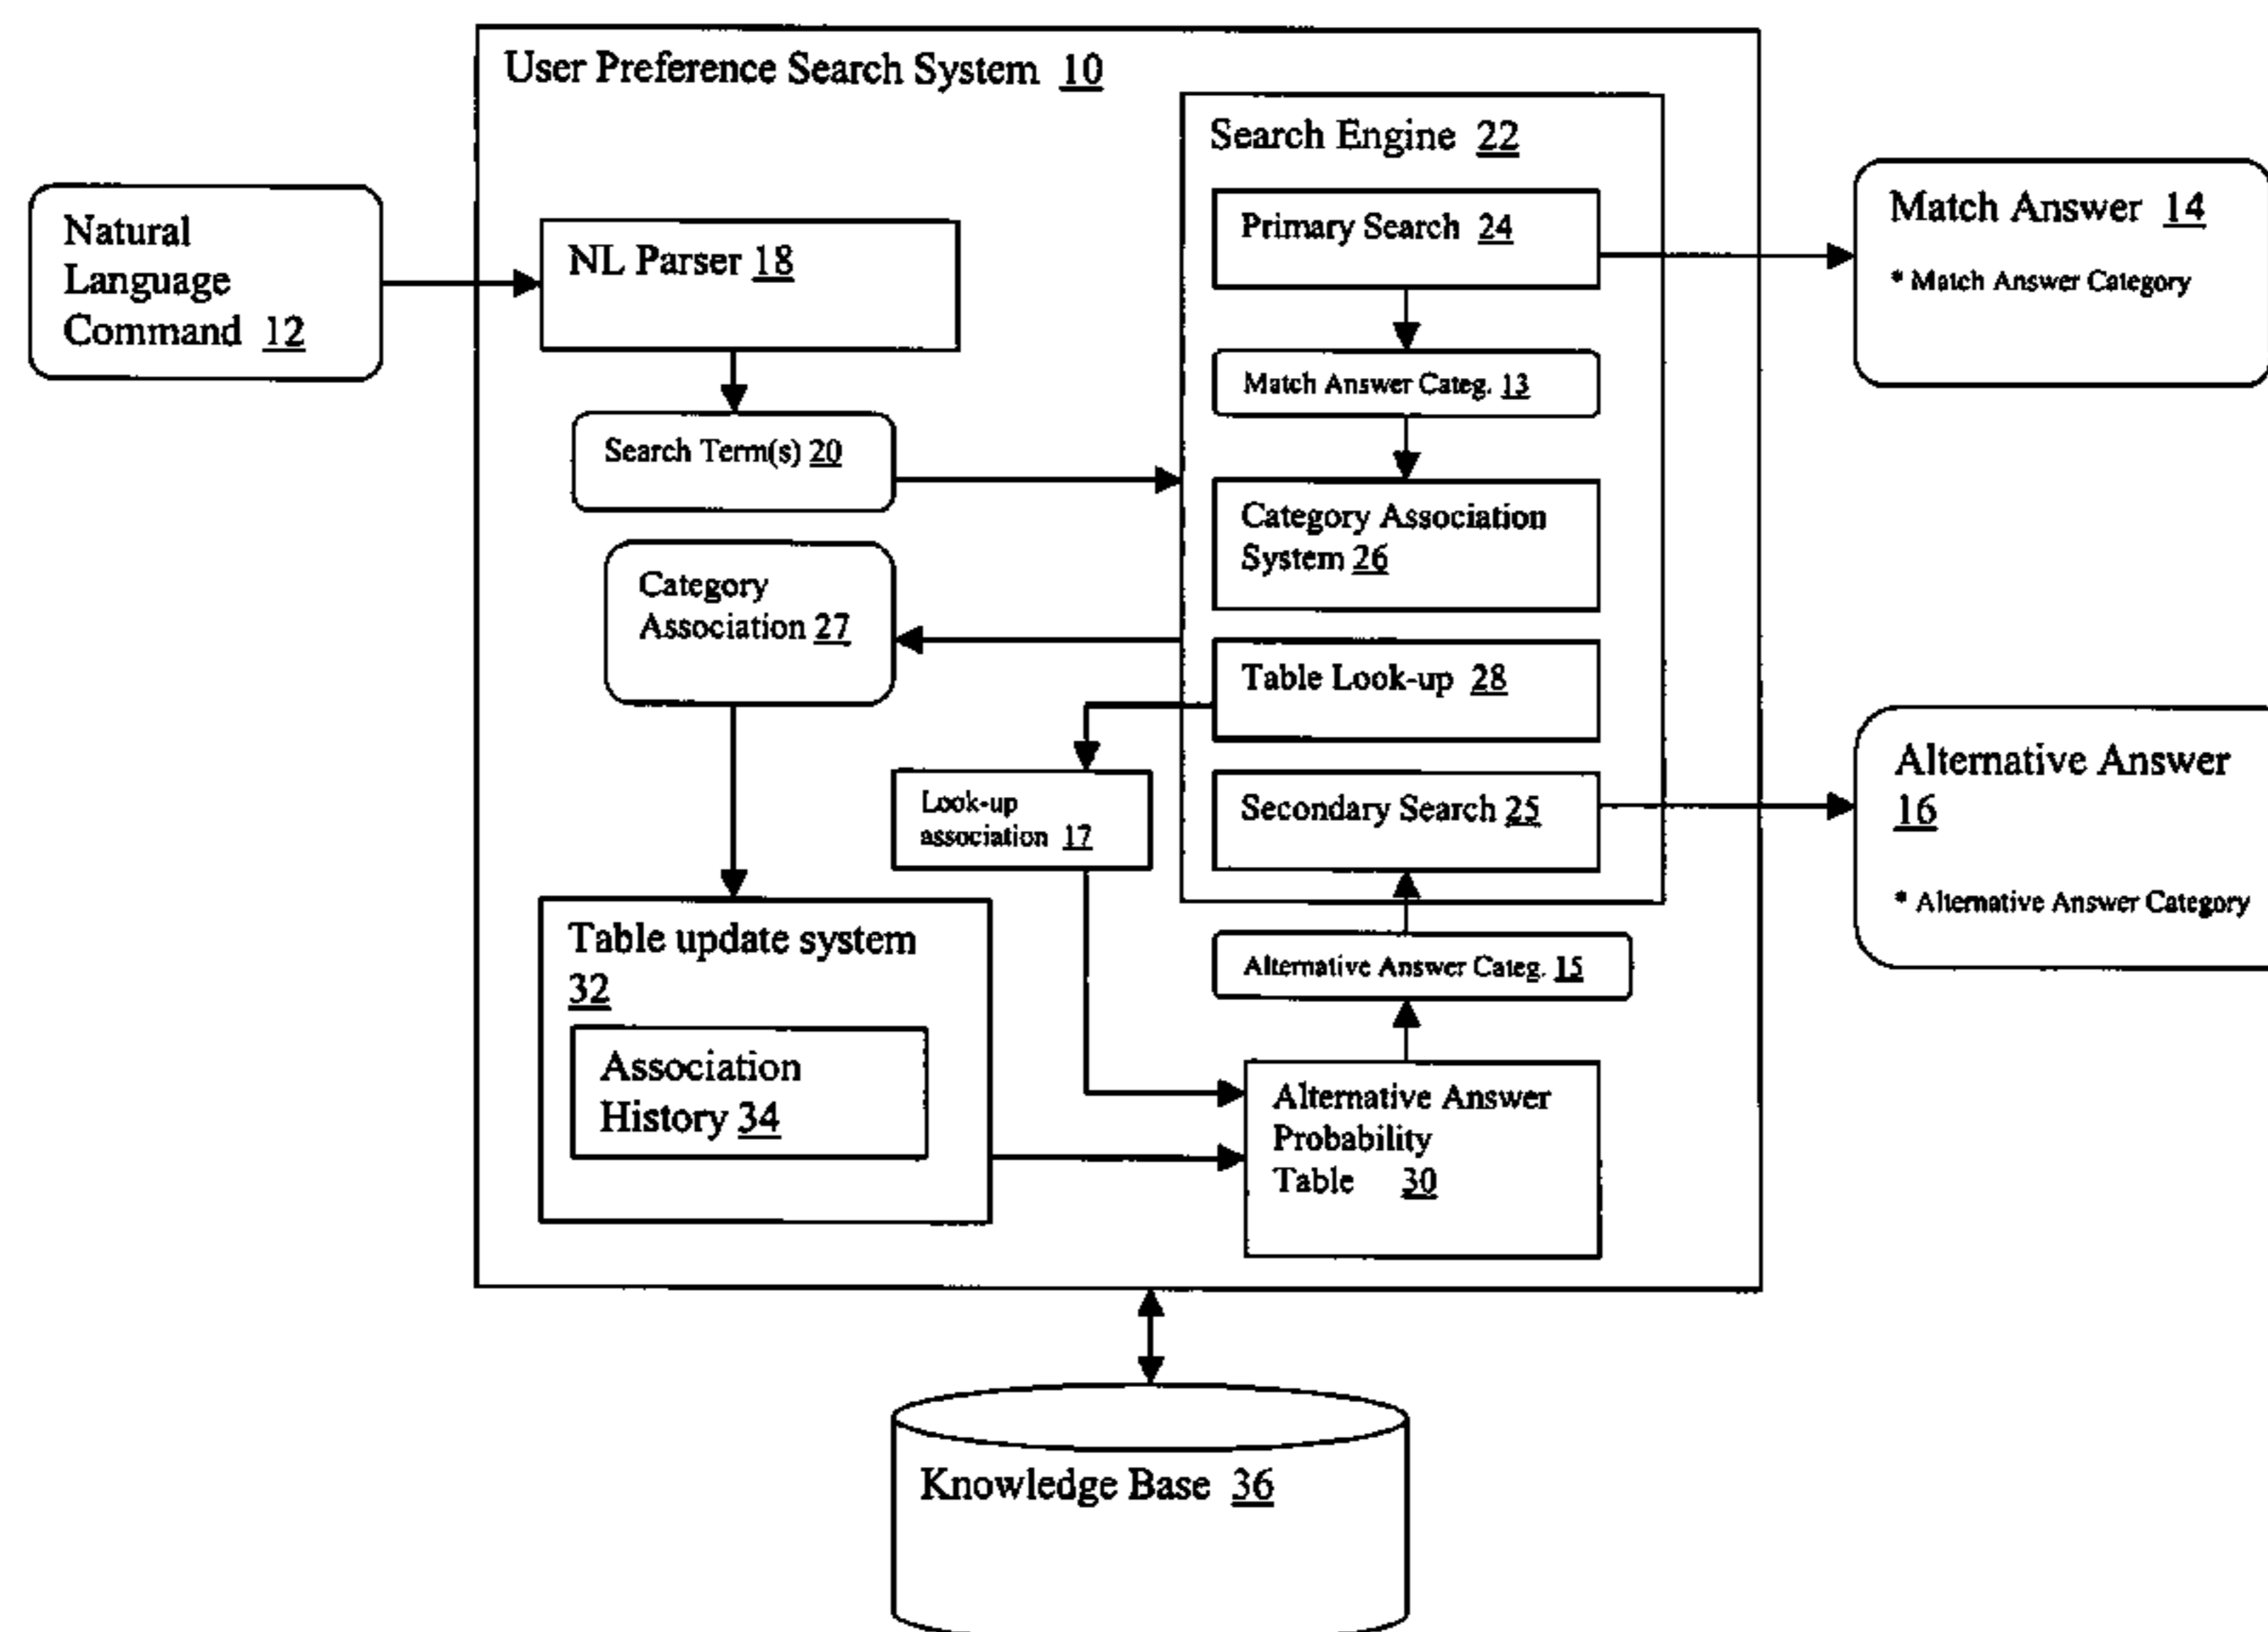 User Preference Search System 10
Natural
Language
Command 12
NL Parser 18
Search Term(s) 20
Category
Association 27
Look-up
association 17
Table update system
32
Association
History 34
Search Engine 22
Primary Search 24
Match Answer Categ. 13
Category Association
System 26
Table Look-up 28
Secondary Search 25
Alternative Answer Categ. 15
Alternative Answer
Probability
Table 30
Match Answer 14
* Match Answer Category
Alternative Answer
16
* Alternative Answer Category
Knowledge Base 36